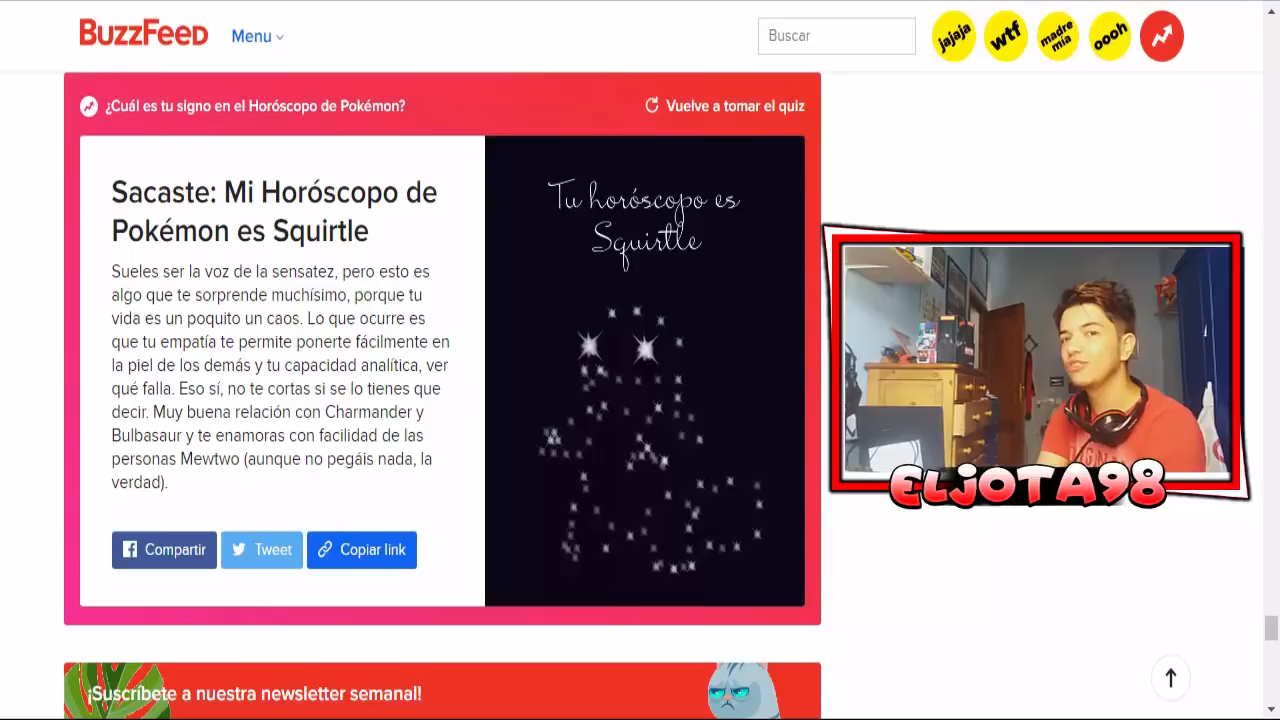 BuzzFeed
Menu
Buscar
jajaja
wtf
madre
mia
oooh
¿Cuál es tu signo en el Horóscopo de Pokémon?
Vuelve a tomar el quiz
Sacaste: Mi Horóscopo de
Pokémon es Squirtle
Sueles ser la voz de la sensatez, pero esto es
algo que te sorprende muchísimo, porque tu
vida es un poquito un caos. Lo que ocurre es
que tu empatía te permite ponerte fácilmente en
la piel de los demás y tu capacidad analítica, ver
qué falla. Eso sí, no te cortas si se lo tienes que
decir. Muy buena relación con Charmander y
Bulbasaur y te enamoras con facilidad de las
personas Mewtwo (aunque no pegáis nada, la
verdad).
Compartir
Tweet
Copiar link
Tu horóscopo es
Squirtle
ELJOTA98
¡Suscríbete a nuestra newsletter semanal!